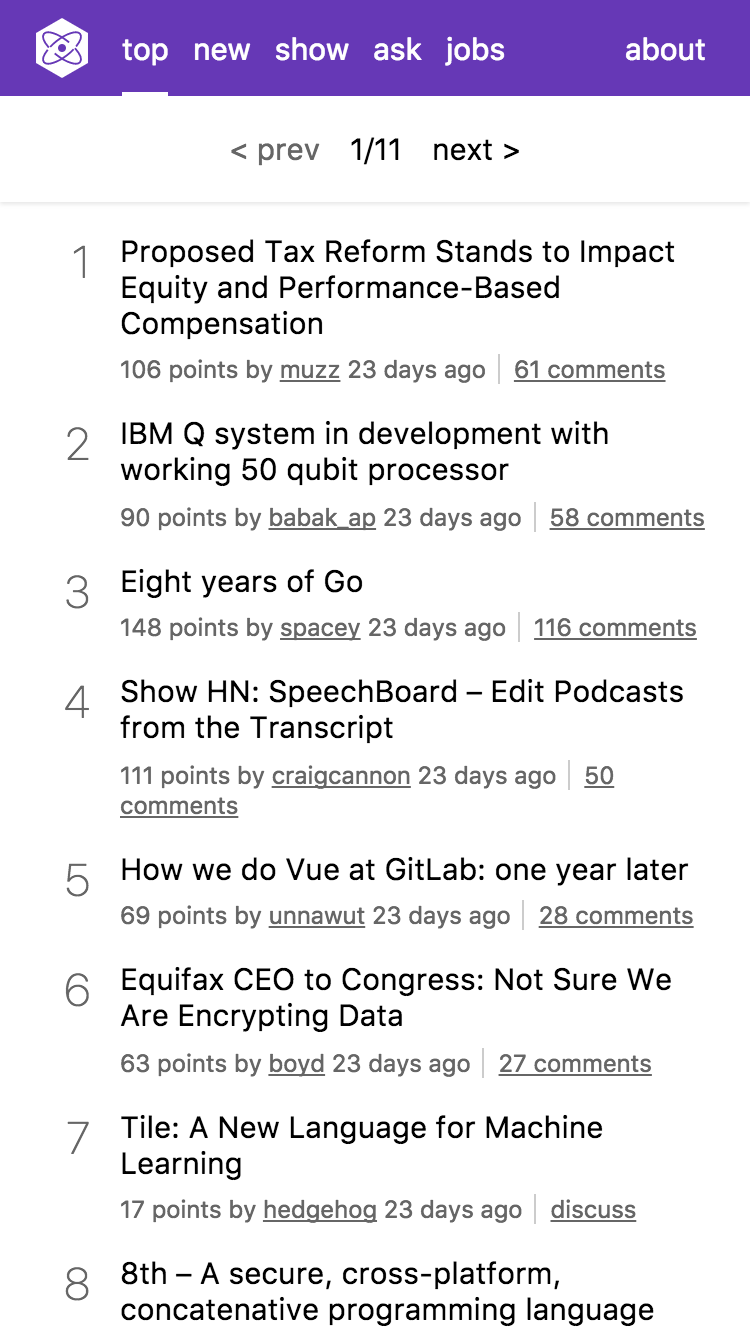 top new show ask jobs about
< prev 1/11 next >
1 Proposed Tax Reform Stands to Impact
Equity and Performance-Based
Compensation
106 points by muzz 23 days ago | 61 comments
2 IBM Q system in development with
working 50 qubit processor
90 points by babak_ap 23 days ago | 58 comments
3 Eight years of Go
148 points by spacey 23 days ago | 116 comments
4 Show HN: SpeechBoard – Edit Podcasts
from the Transcript
111 points by craigcannon 23 days ago | 50
comments
5 How we do Vue at GitLab: one year later
69 points by unnawut 23 days ago | 28 comments
6 Equifax CEO to Congress: Not Sure We
Are Encrypting Data
63 points by boyd 23 days ago | 27 comments
7 Tile: A New Language for Machine
Learning
17 points by hedgehog 23 days ago | discuss
8 8th – A secure, cross-platform,
concatenative programming language